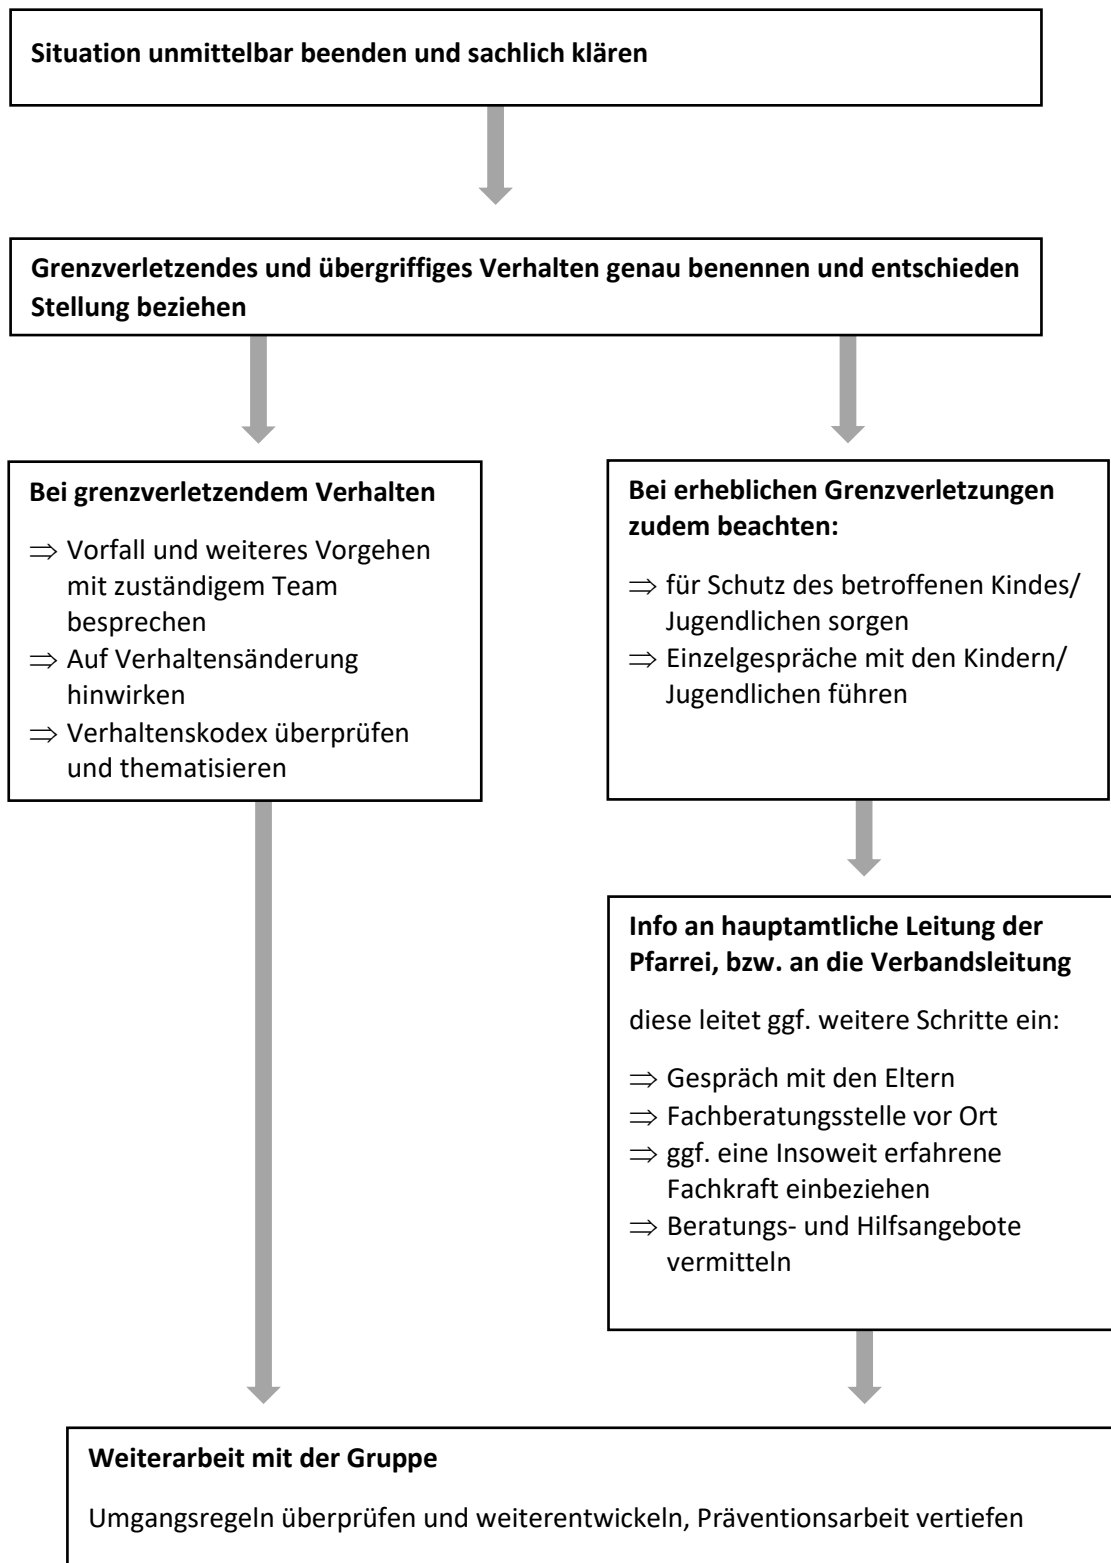 Situation unmittelbar beenden und sachlich klären
Grenzverletzendes und übergriffiges Verhalten genau benennen und entschieden
Stellung beziehen
Bei grenzverletzendem Verhalten
⇒ Vorfall und weiteres Vorgehen
mit zuständigem Team
besprechen
⇒ Auf Verhaltensänderung
hinwirken
⇒ Verhaltenskodex überprüfen
und thematisieren
Bei erheblichen Grenzverletzungen
zudem beachten:
⇒ für Schutz des betroffenen Kindes/
Jugendlichen sorgen
⇒ Einzelgespräche mit den Kindern/
Jugendlichen führen
Info an hauptamtliche Leitung der
Pfarrei, bzw. an die Verbandsleitung
diese leitet ggf. weitere Schritte ein:
⇒ Gespräch mit den Eltern
⇒ Fachberatungsstelle vor Ort
⇒ ggf. eine Insoweit erfahrene
Fachkraft einbeziehen
⇒ Beratungs- und Hilfsangebote
vermitteln
Weiterarbeit mit der Gruppe
Umgangsregeln überprüfen und weiterentwickeln, Präventionsarbeit vertiefen